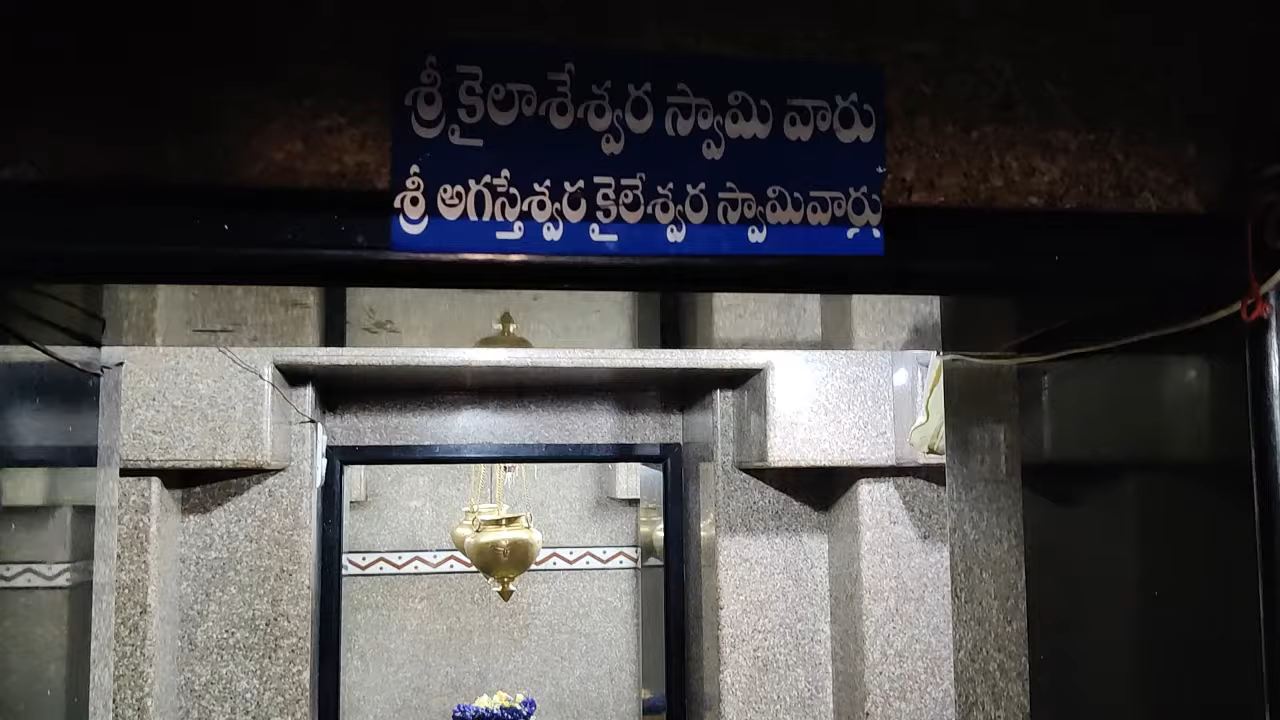 శ్రీ కైలాశేశ్వర స్వామి వారు
శ్రీ అగస్తేశ్వర కైలేశ్వర స్వామివార్లు